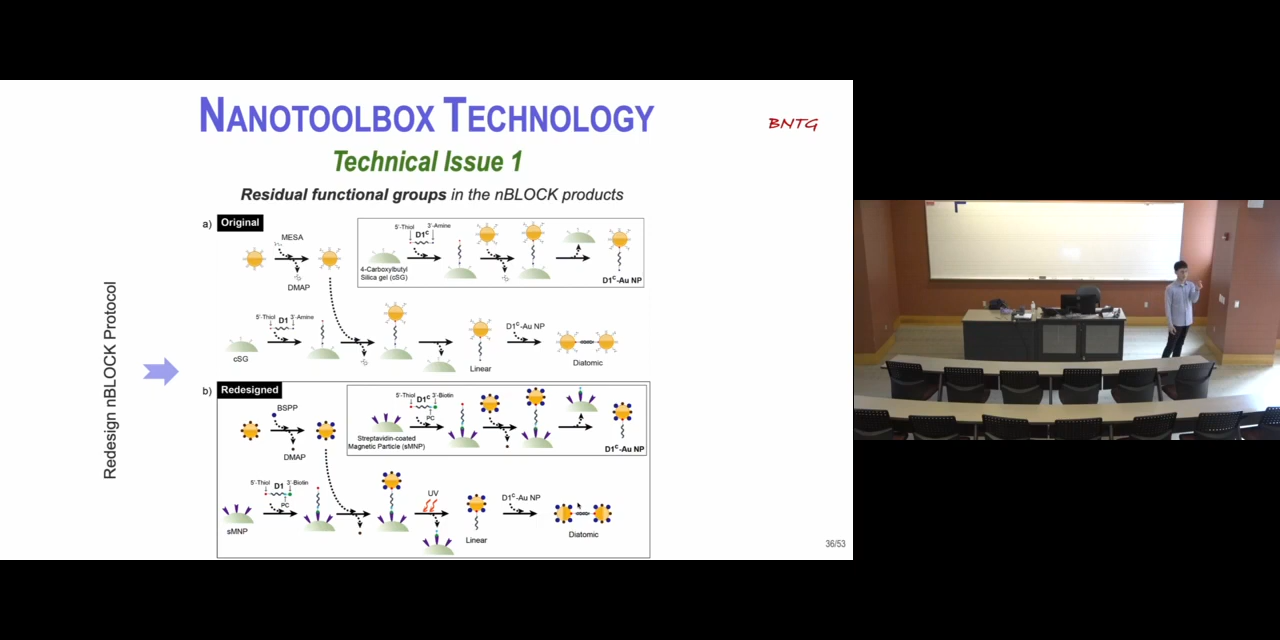 NANOTOOLBOX TECHNOLOGY
BNTG
Technical Issue 1
Residual functional groups in the nBLOCK products
Redesign nBLOCK Protocol
a) Original
MESA
DMAP
5'-Thiol D1ᶜ 3'-Amine
4-Carboxylbutyl
Silica gel (cSG)
D1ᶜ-Au NP
5'-Thiol D1 3'-Amine
cSG
Linear
D1ᶜ-Au NP
Diatomic
b) Redesigned
BSPP
DMAP
5'-Thiol D1ᶜ 3'-Biotin
PC
Streptavidin-coated
Magnetic Particle (sMNP)
D1ᶜ-Au NP
5'-Thiol D1 3'-Biotin
PC
sMNP
UV
Linear
D1ᶜ-Au NP
Diatomic
36/53